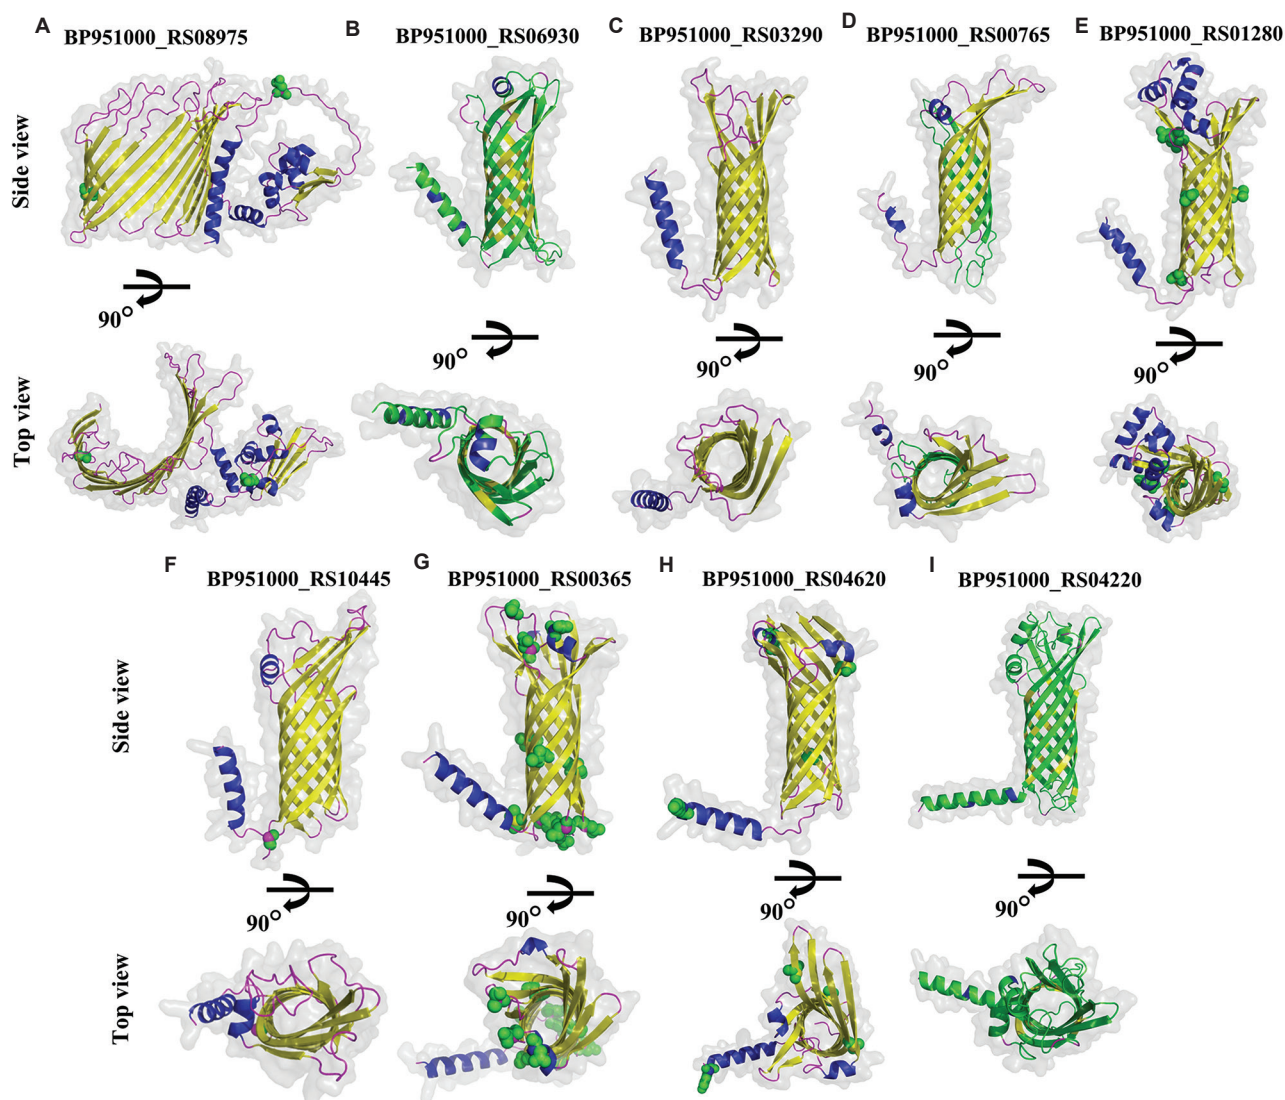 A
BP951000_RS08975
B
BP951000_RS06930
C
BP951000_RS03290
D
BP951000_RS00765
E
BP951000_RS01280
Side view
90°
90°
90°
90°
90°
Top view
F
BP951000_RS10445
G
BP951000_RS00365
H
BP951000_RS04620
I
BP951000_RS04220
Side view
90°
90°
90°
90°
Top view